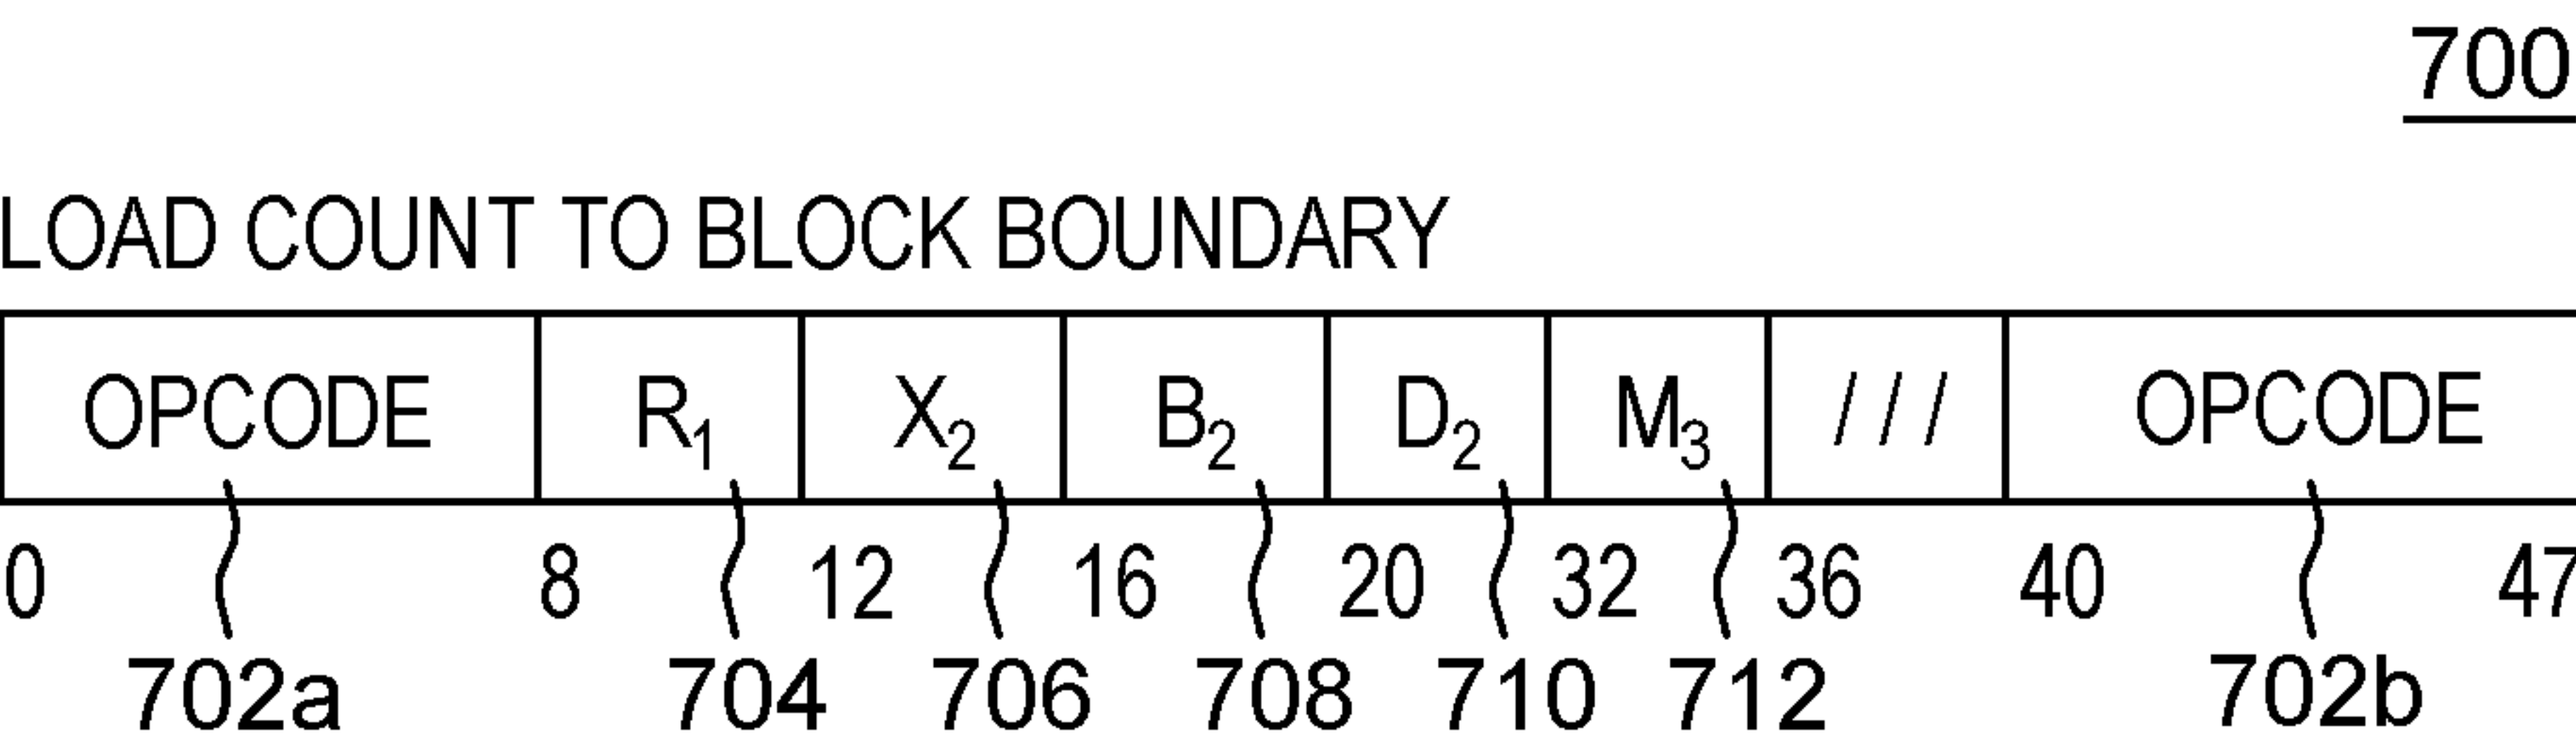 700
LOAD COUNT TO BLOCK BOUNDARY
OPCODE R1 X2 B2 D2 M3 /// OPCODE
0 8 12 16 20 32 36 40 47
702a 704 706 708 710 712 702b